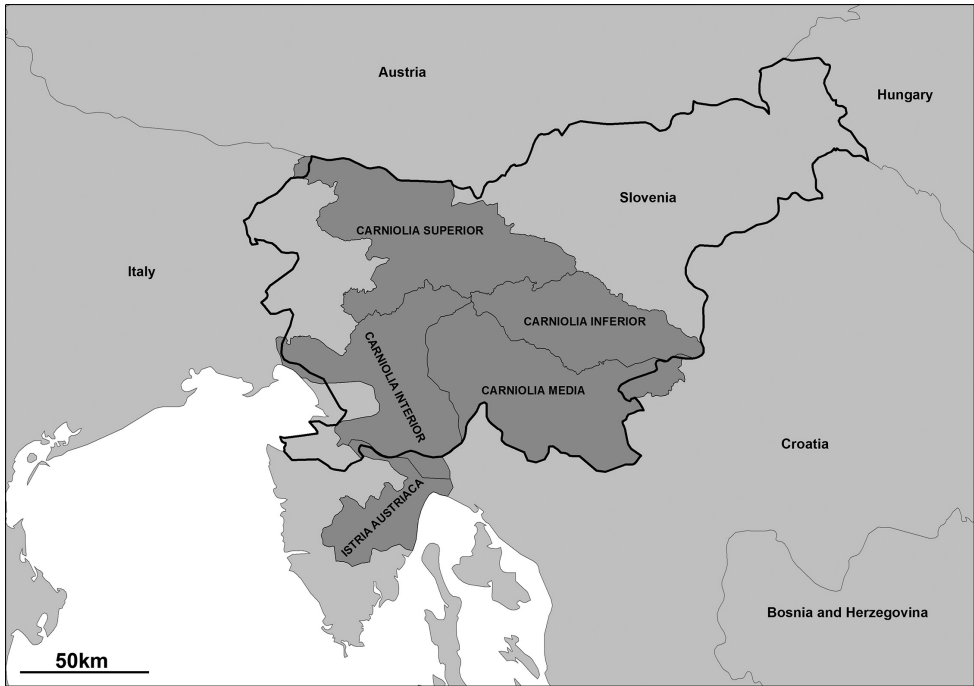 Austria
Hungary
Slovenia
CARNIOLIA SUPERIOR
Italy
CARNIOLIA INFERIOR
CARNIOLIA INTERIOR
CARNIOLIA MEDIA
Croatia
ISTRIA AUSTRIACA
Bosnia and Herzegovina
50km